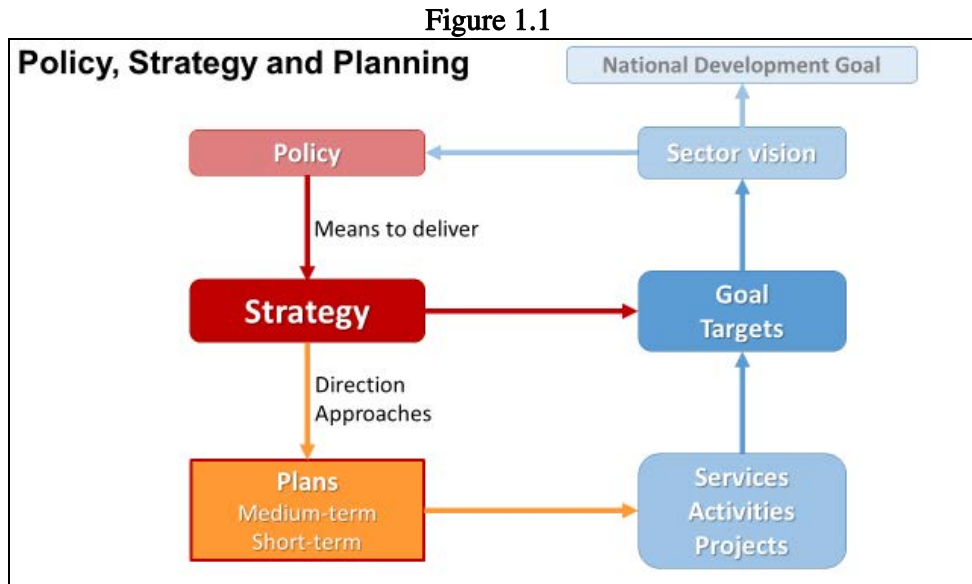 Figure 1.1
Policy, Strategy and Planning
National Development Goal
Policy
Sector vision
Means to deliver
Strategy
Goal
Targets
Direction
Approaches
Plans
Medium-term
Short-term
Services
Activities
Projects